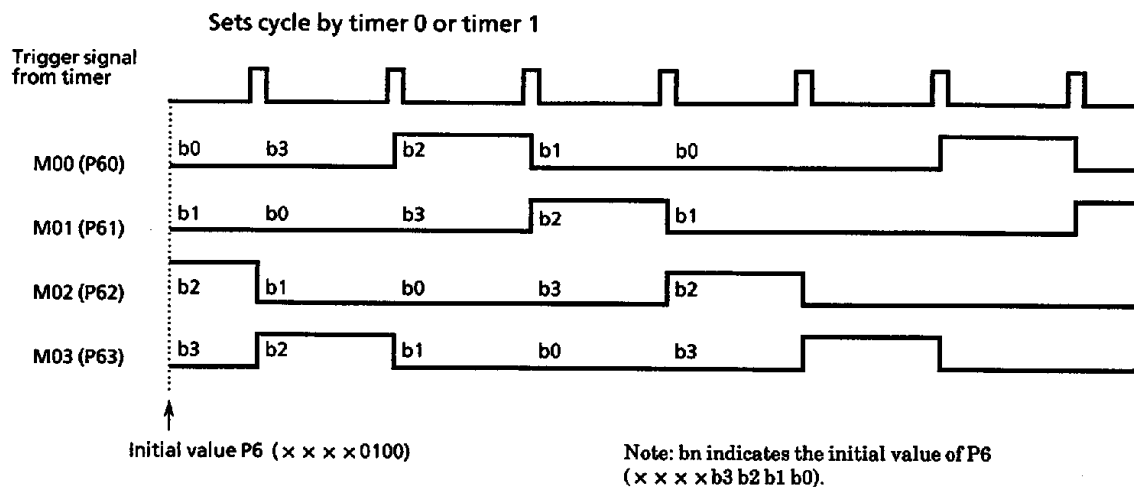 Sets cycle by timer 0 or timer 1
Trigger signal
from timer
M00 (P60)
b0 b3 b2 b1 b0
M01 (P61)
b1 b0 b3 b2 b1
M02 (P62)
b2 b1 b0 b3 b2
M03 (P63)
b3 b2 b1 b0 b3
Initial value P6 (××××0100)
Note: bn indicates the initial value of P6
(××××b3 b2 b1 b0).